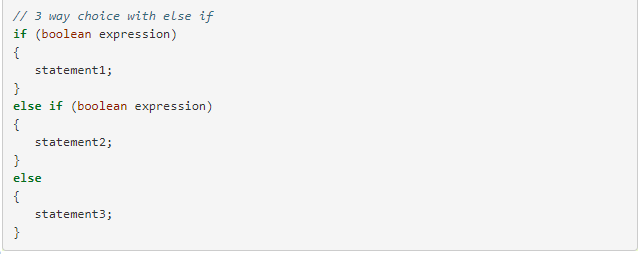 // 3 way choice with else if
if (boolean expression)
{
   statement1;
}
else if (boolean expression)
{
   statement2;
}
else
{
   statement3;
}